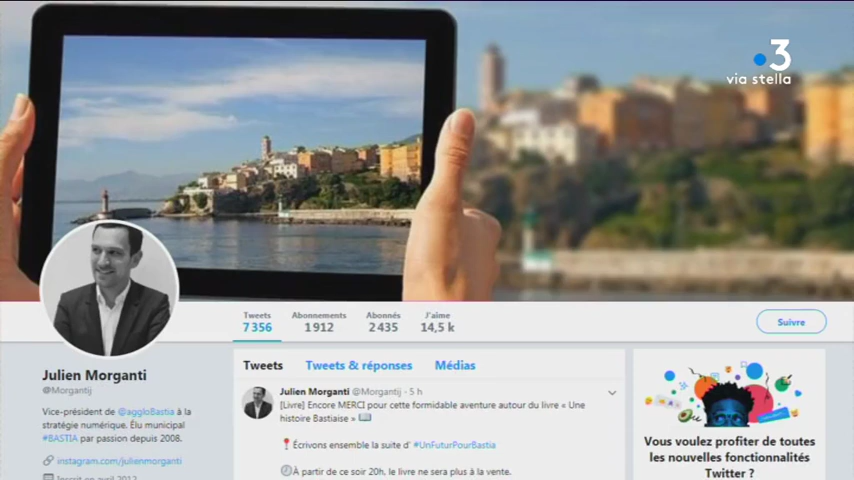 3
via stella
Tweets
7 356
Abonnements
1 912
Abonnés
2 435
J'aime
14,5 k
Suivre
Julien Morganti
@Morgantij
Vice-président de @aggloBastia à la
stratégie numérique. Élu municipal
#BASTIA par passion depuis 2008.
instagram.com/julienmorganti
Inscrit en avril 2012
Tweets Tweets & réponses Médias
Julien Morganti @Morgantij · 5 h
[Livre] Encore MERCI pour cette formidable aventure autour du livre « Une
histoire Bastiaise »
Écrivons ensemble la suite d' #UnFuturPourBastia
À partir de ce soir 20h, le livre ne sera plus à la vente.
Vous voulez profiter de toutes
les nouvelles fonctionnalités
Twitter ?